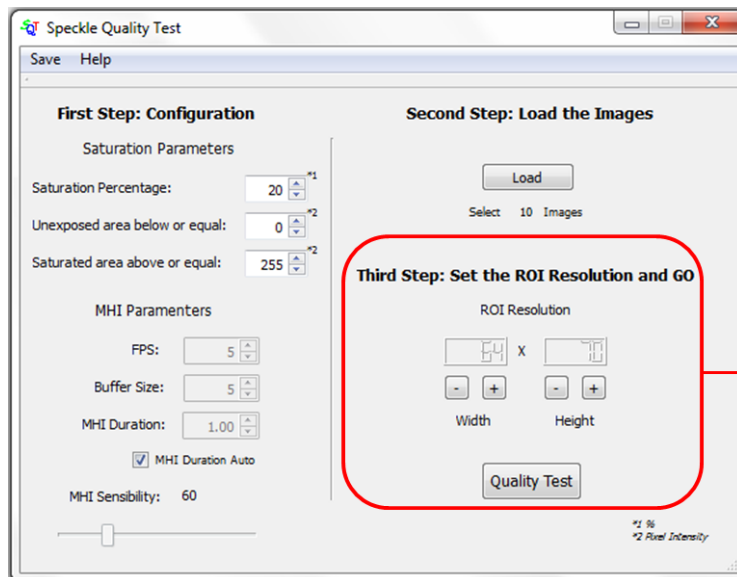 SQT Speckle Quality Test
Save Help
First Step: Configuration
Saturation Parameters
Saturation Percentage: 20 *1
Unexposed area below or equal: 0 *2
Saturated area above or equal: 255 *2
MHI Paramenters
FPS: 5
Buffer Size: 5
MHI Duration: 1.00
MHI Duration Auto
MHI Sensibility: 60
Second Step: Load the Images
Load
Select 10 Images
Third Step: Set the ROI Resolution and GO
ROI Resolution
64 X 70
- + - +
Width Height
Quality Test
*1 %
*2 Pixel Intensity